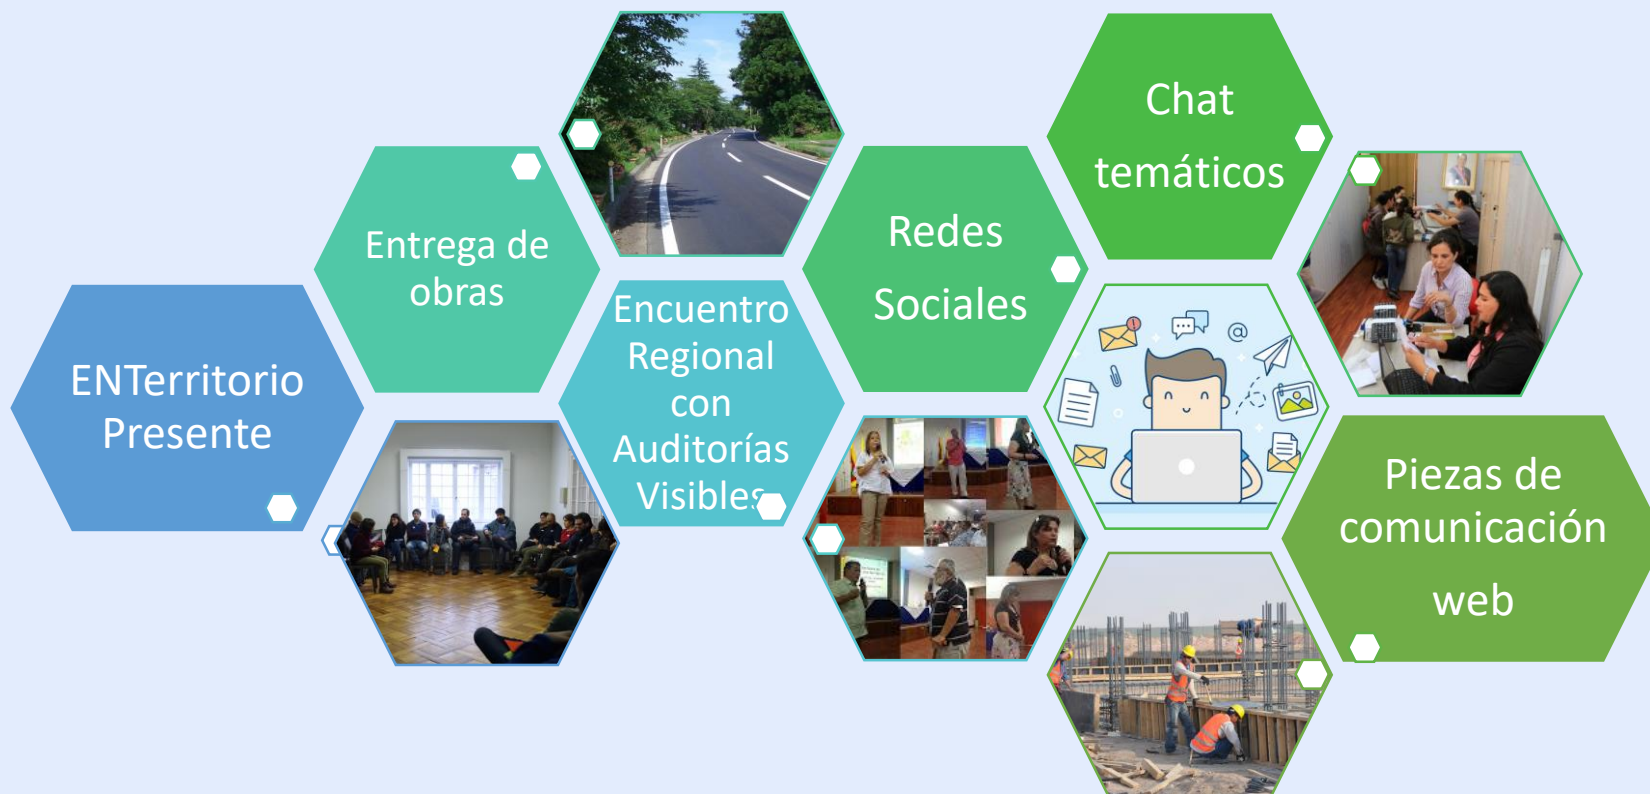 ENTerritorio
Presente
Entrega de
obras
Encuentro
Regional
con
Auditorías
Visibles
Redes
Sociales
Chat
temáticos
Piezas de
comunicación
web